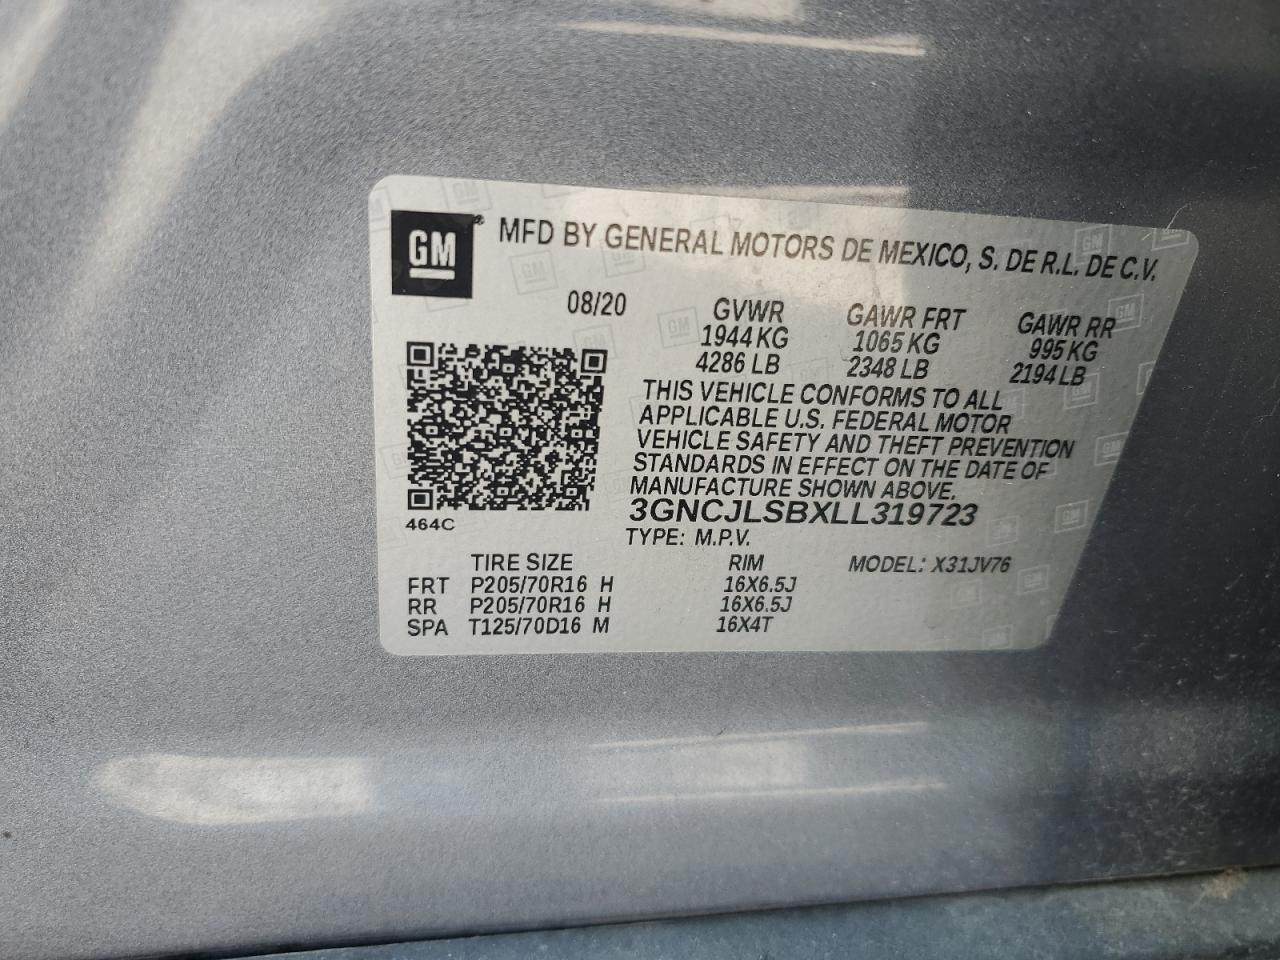 GM® MFD BY GENERAL MOTORS DE MEXICO, S. DE R.L. DE C.V.
08/20 GVWR GAWR FRT GAWR RR
1944 KG 1065 KG 995 KG
4286 LB 2348 LB 2194 LB
THIS VEHICLE CONFORMS TO ALL
APPLICABLE U.S. FEDERAL MOTOR
VEHICLE SAFETY AND THEFT PREVENTION
STANDARDS IN EFFECT ON THE DATE OF
MANUFACTURE SHOWN ABOVE.
464C
3GNCJLSBXLL319723
TYPE: M.P.V.
TIRE SIZE RIM MODEL: X31JV76
FRT P205/70R16 H 16X6.5J
RR P205/70R16 H 16X6.5J
SPA T125/70D16 M 16X4T